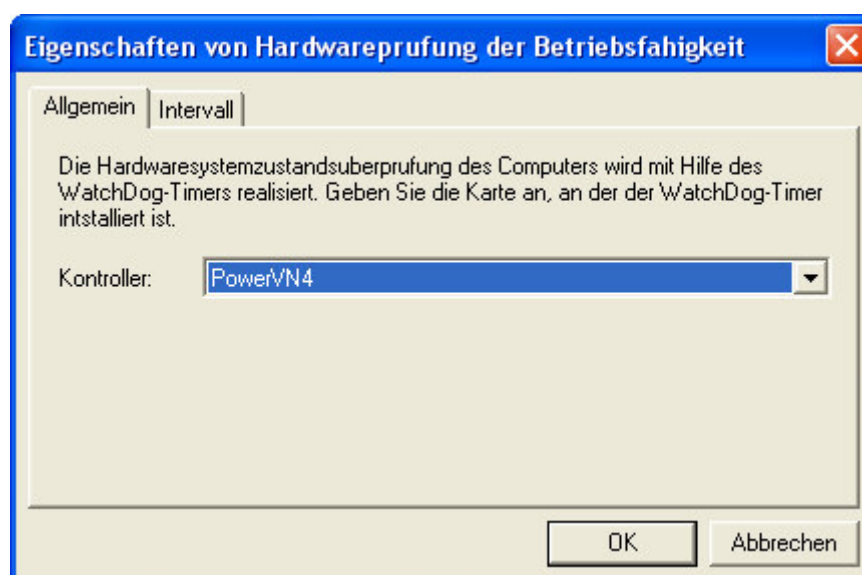 Eigenschaften von Hardwareprufung der Betriebsfahigkeit
Allgemein
Intervall
Die Hardwaresystemzustandsuberprufung des Computers wird mit Hilfe des
WatchDog-Timers realisiert. Geben Sie die Karte an, an der der WatchDog-Timer
intstalliert ist.
Kontroller:
PowerVN4
OK
Abbrechen